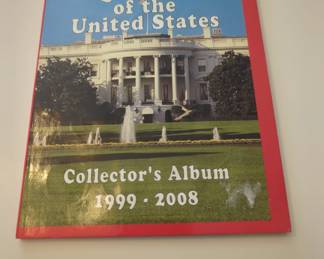 of the
United States
Collector's Album
1999 · 2008